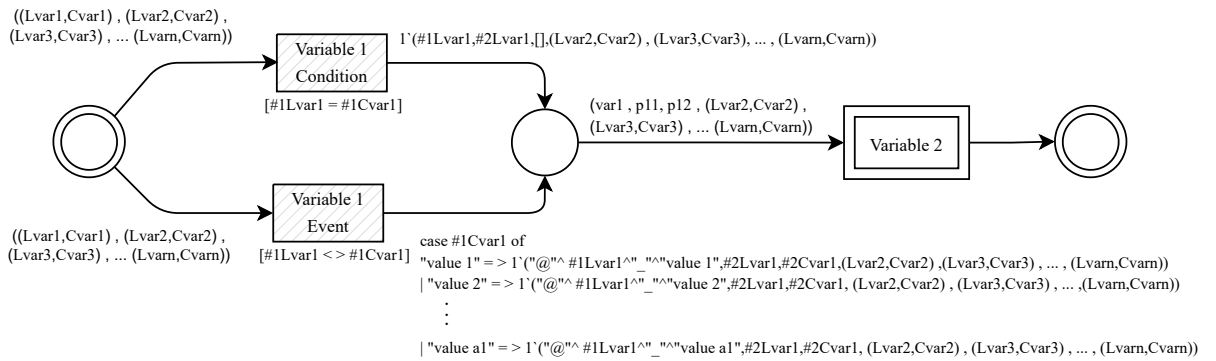 ((Lvar1,Cvar1) , (Lvar2,Cvar2) ,
(Lvar3,Cvar3) , ... (Lvarn,Cvarn))
Variable 1
Condition
[#1Lvar1 = #1Cvar1]
1`(#1Lvar1,#2Lvar1,[],(Lvar2,Cvar2) , (Lvar3,Cvar3), ... , (Lvarn,Cvarn))
(var1 , p11, p12 , (Lvar2,Cvar2) ,
(Lvar3,Cvar3) , ... (Lvarn,Cvarn))
Variable 2
((Lvar1,Cvar1) , (Lvar2,Cvar2) ,
(Lvar3,Cvar3) , ... (Lvarn,Cvarn))
Variable 1
Event
[#1Lvar1 < > #1Cvar1]
case #1Cvar1 of
"value 1" = > 1`("@"^ #1Lvar1^"_"^"value 1",#2Lvar1,#2Cvar1,(Lvar2,Cvar2) ,(Lvar3,Cvar3) , ... , (Lvarn,Cvarn))
| "value 2" = > 1`("@"^ #1Lvar1^"_"^"value 2",#2Lvar1,#2Cvar1, (Lvar2,Cvar2) , (Lvar3,Cvar3) , ... ,(Lvarn,Cvarn))
⋮
| "value a1" = > 1`("@"^ #1Lvar1^"_"^"value a1",#2Lvar1,#2Cvar1, (Lvar2,Cvar2) , (Lvar3,Cvar3) , ... , (Lvarn,Cvarn))